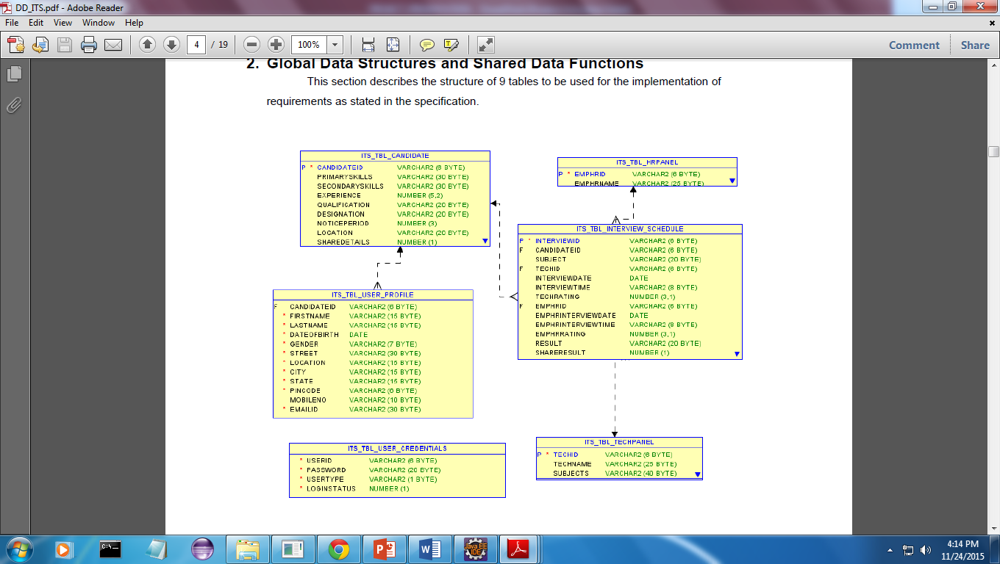 DD_ITS.pdf - Adobe Reader
File Edit View Window Help
4 / 19 100% Comment Share
2. Global Data Structures and Shared Data Functions
This section describes the structure of 9 tables to be used for the implementation of
requirements as stated in the specification.
ITS_TBL_CANDIDATE
P * CANDIDATEID VARCHAR2 (6 BYTE)
PRIMARYSKILLS VARCHAR2 (30 BYTE)
SECONDARYSKILLS VARCHAR2 (30 BYTE)
EXPERIENCE NUMBER (5,2)
QUALIFICATION VARCHAR2 (20 BYTE)
DESIGNATION VARCHAR2 (20 BYTE)
NOTICEPERIOD NUMBER (3)
LOCATION VARCHAR2 (20 BYTE)
SHAREDETAILS NUMBER (1)
ITS_TBL_HRPANEL
P * EMPHRID VARCHAR2 (6 BYTE)
EMPHRNAME VARCHAR2 (25 BYTE)
ITS_TBL_INTERVIEW_SCHEDULE
P * INTERVIEWID VARCHAR2 (6 BYTE)
F CANDIDATEID VARCHAR2 (6 BYTE)
SUBJECT VARCHAR2 (20 BYTE)
F TECHID VARCHAR2 (6 BYTE)
INTERVIEWDATE DATE
INTERVIEWTIME VARCHAR2 (8 BYTE)
TECHRATING NUMBER (3,1)
F EMPHRID VARCHAR2 (6 BYTE)
EMPHRINTERVIEWDATE DATE
EMPHRINTERVIEWTIME VARCHAR2 (8 BYTE)
EMPHRRATING NUMBER (3,1)
RESULT VARCHAR2 (20 BYTE)
SHARERESULT NUMBER (1)
ITS_TBL_USER_PROFILE
F CANDIDATEID VARCHAR2 (6 BYTE)
* FIRSTNAME VARCHAR2 (15 BYTE)
* LASTNAME VARCHAR2 (15 BYTE)
* DATEOFBIRTH DATE
* GENDER VARCHAR2 (7 BYTE)
* STREET VARCHAR2 (30 BYTE)
* LOCATION VARCHAR2 (15 BYTE)
* CITY VARCHAR2 (15 BYTE)
* STATE VARCHAR2 (15 BYTE)
* PINCODE VARCHAR2 (6 BYTE)
MOBILENO VARCHAR2 (10 BYTE)
* EMAILID VARCHAR2 (30 BYTE)
ITS_TBL_USER_CREDENTIALS
* USERID VARCHAR2 (6 BYTE)
* PASSWORD VARCHAR2 (20 BYTE)
* USERTYPE VARCHAR2 (1 BYTE)
* LOGINSTATUS NUMBER (1)
ITS_TBL_TECHPANEL
P * TECHID VARCHAR2 (6 BYTE)
TECHNAME VARCHAR2 (25 BYTE)
SUBJECTS VARCHAR2 (40 BYTE)
C:\
Java EE
IDE
4:14 PM
11/24/2015